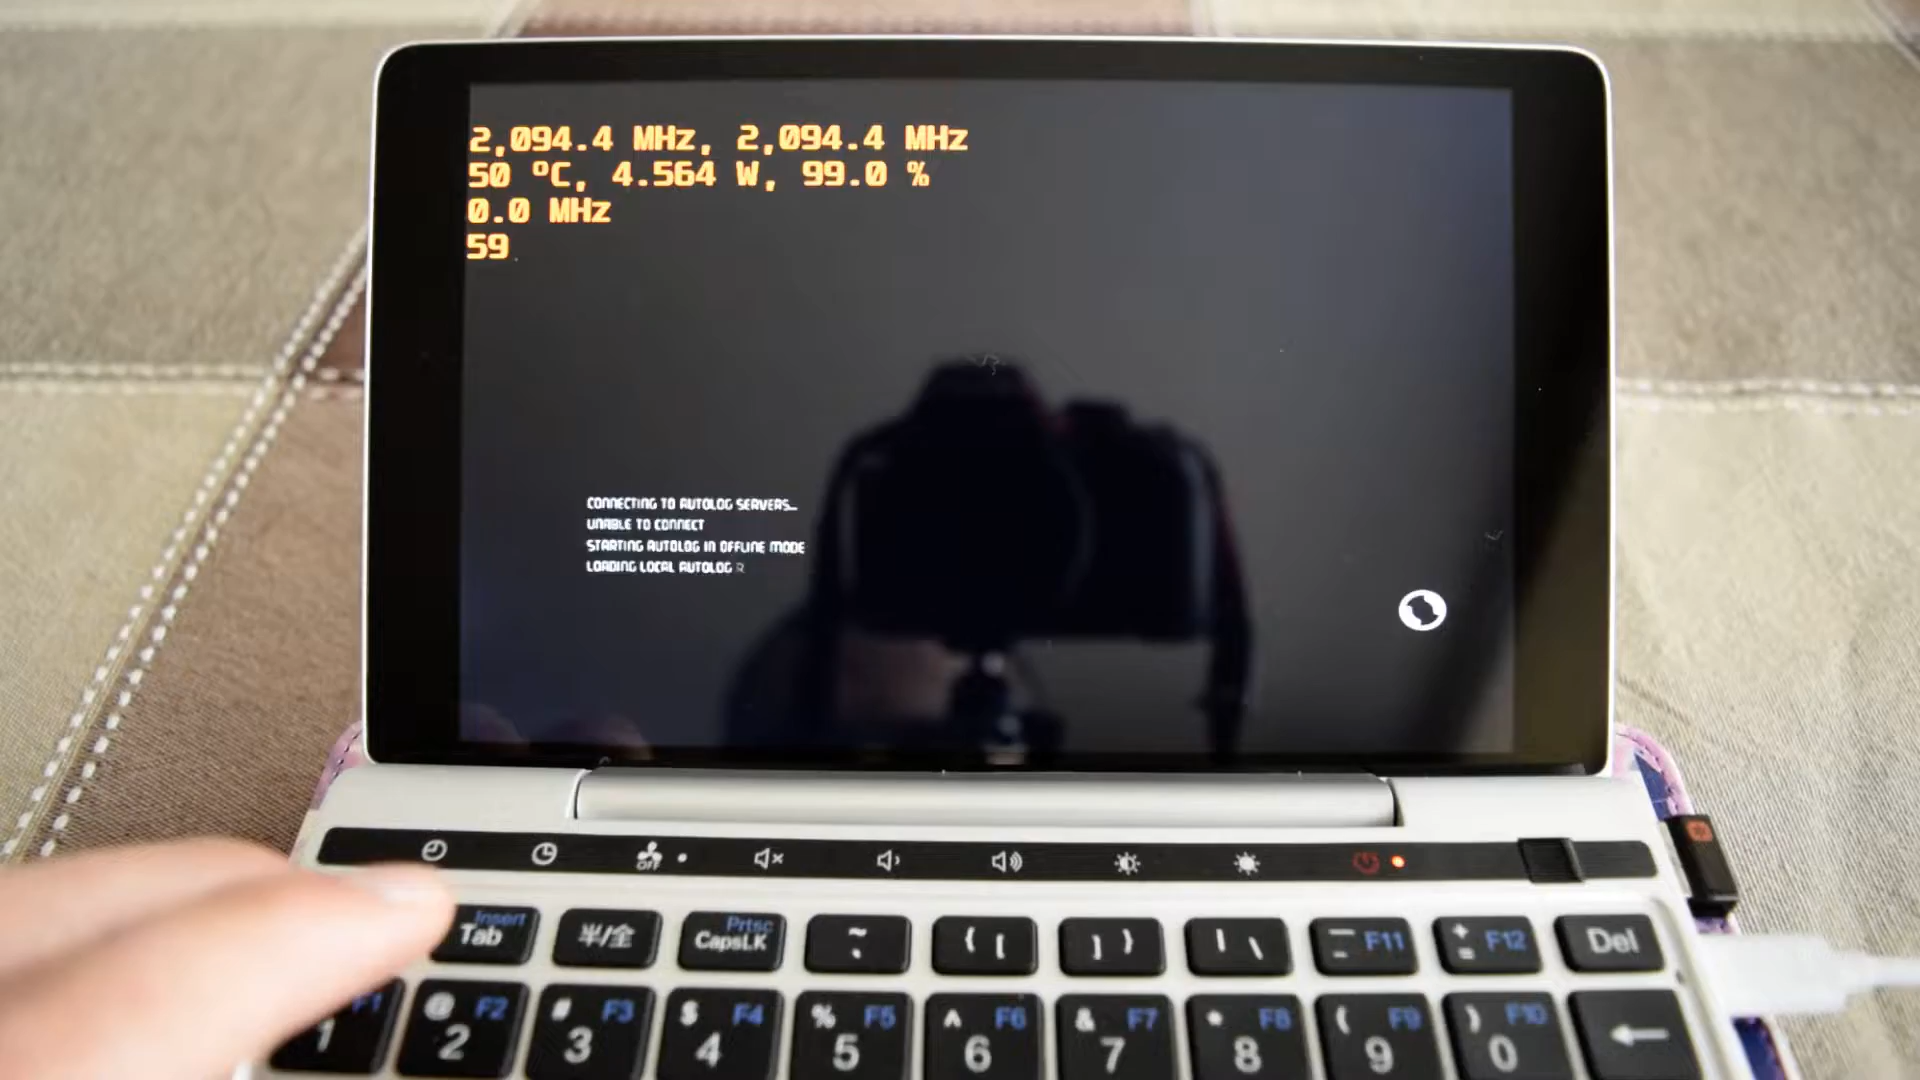 2,094.4 MHz, 2,094.4 MHz
50 ºC, 4.564 W, 99.0 %
0.0 MHz
59
CONNECTING TO AUTOLOG SERVERS...
UNABLE TO CONNECT
STARTING AUTOLOG IN OFFLINE MODE
LOADING LOCAL AUTOLOG R
OFF
Insert
Tab
半/全
Prtsc
CapsLK
~ `
{ [
] }
| \
_ - F11
+ = F12
Del
F1 1
@ F2 2
# F3 3
$ F4 4
% F5 5
^ F6 6
& F7 7
* F8 8
( F9 9
) F10 0
←